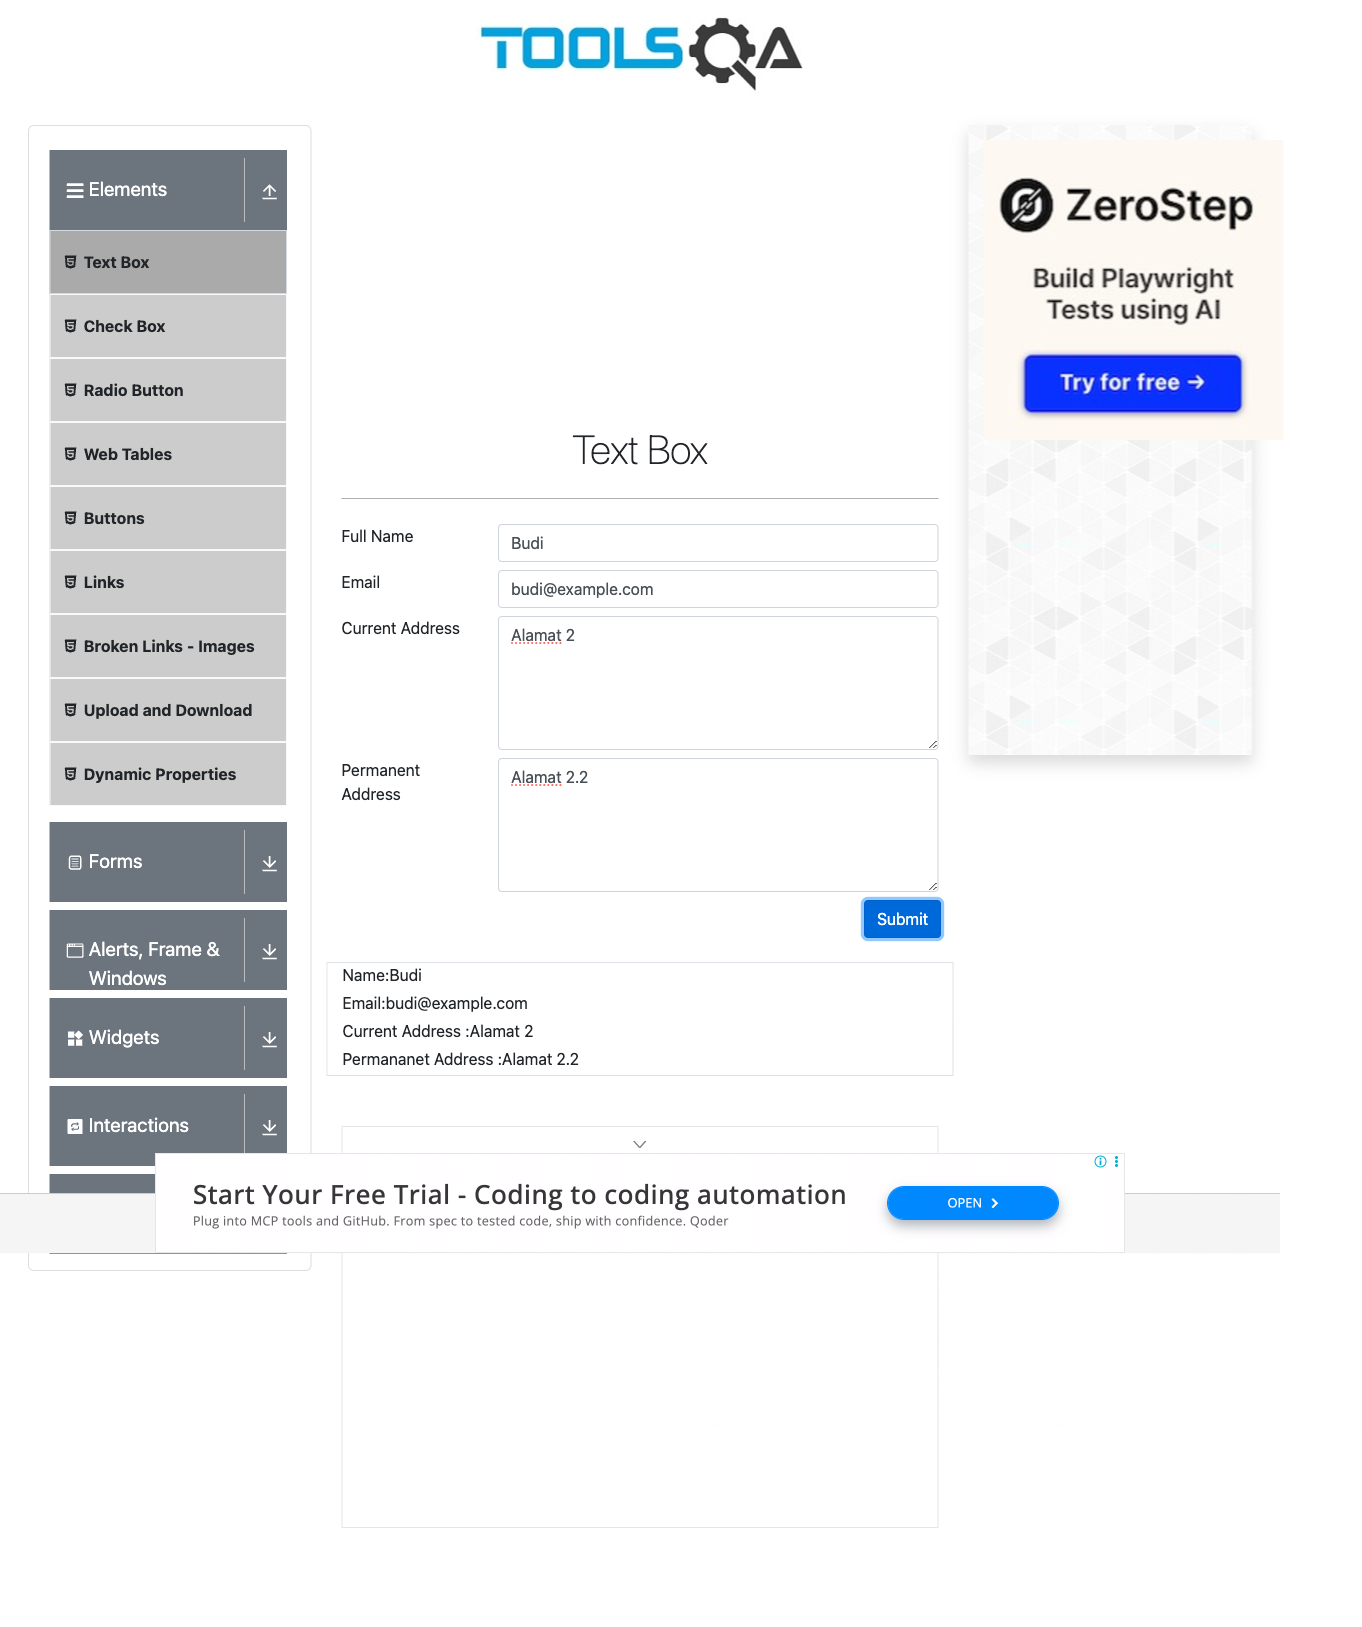 TOOLSQA
Elements
Text Box
Check Box
Radio Button
Web Tables
Buttons
Links
Broken Links - Images
Upload and Download
Dynamic Properties
Forms
Alerts, Frame &
Windows
Widgets
Interactions
Text Box
Full Name
Budi
Email
budi@example.com
Current Address
Alamat 2
Permanent
Address
Alamat 2.2
Submit
Name:Budi
Email:budi@example.com
Current Address :Alamat 2
Permananet Address :Alamat 2.2
ZeroStep
Build Playwright
Tests using AI
Try for free →
Start Your Free Trial - Coding to coding automation
Plug into MCP tools and GitHub. From spec to tested code, ship with confidence. Qoder
OPEN